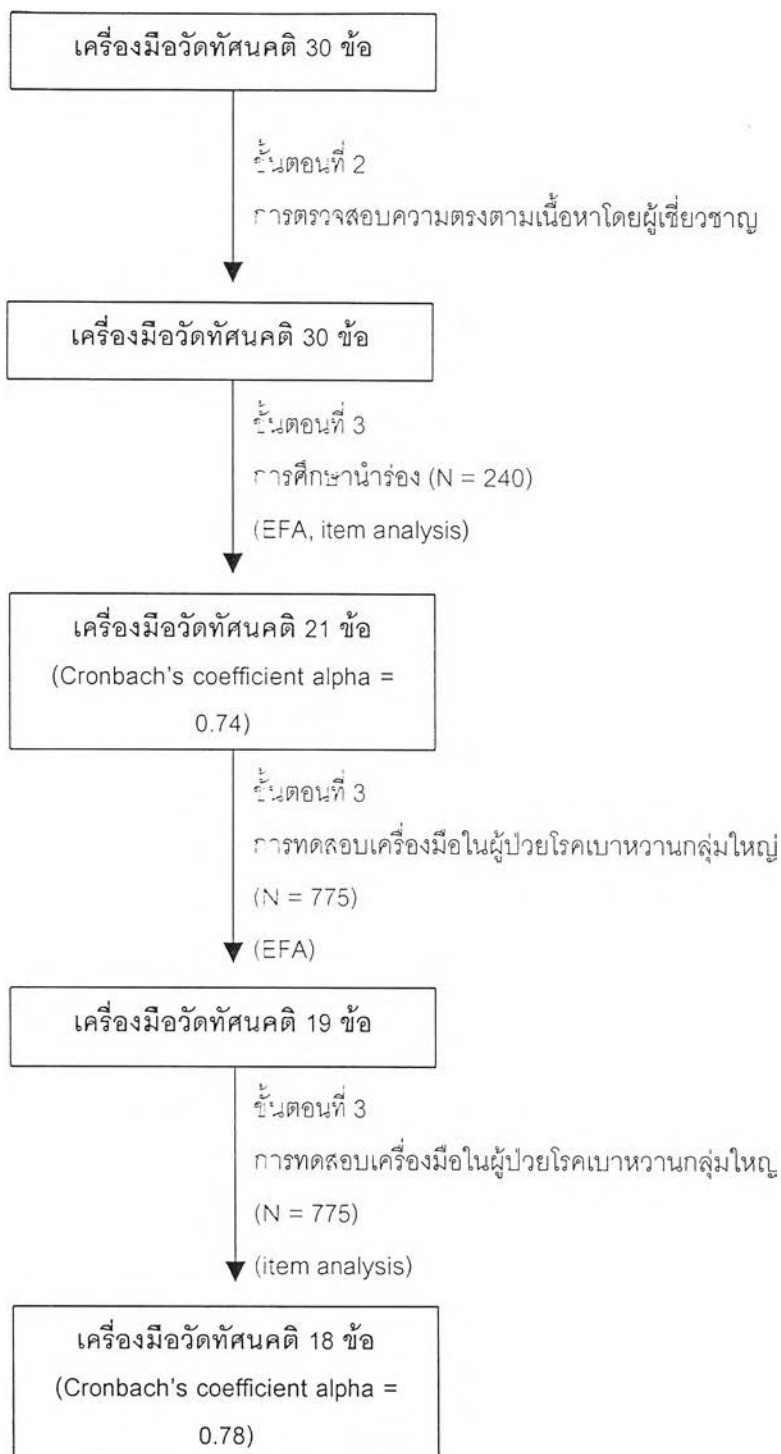 เครื่องมือวัดทัศนคติ 30 ข้อ
ขั้นตอนที่ 2
การตรวจสอบความตรงตามเนื้อหาโดยผู้เชี่ยวชาญ
เครื่องมือวัดทัศนคติ 30 ข้อ
ขั้นตอนที่ 3
การศึกษานำร่อง (N = 240)
(EFA, item analysis)
เครื่องมือวัดทัศนคติ 21 ข้อ
(Cronbach's coefficient alpha =
0.74)
ขั้นตอนที่ 3
การทดสอบเครื่องมือในผู้ป่วยโรคเบาหวานกลุ่มใหญ่
(N = 775)
(EFA)
เครื่องมือวัดทัศนคติ 19 ข้อ
ขั้นตอนที่ 3
การทดสอบเครื่องมือในผู้ป่วยโรคเบาหวานกลุ่มใหญ่
(N = 775)
(item analysis)
เครื่องมือวัดทัศนคติ 18 ข้อ
(Cronbach's coefficient alpha =
0.78)